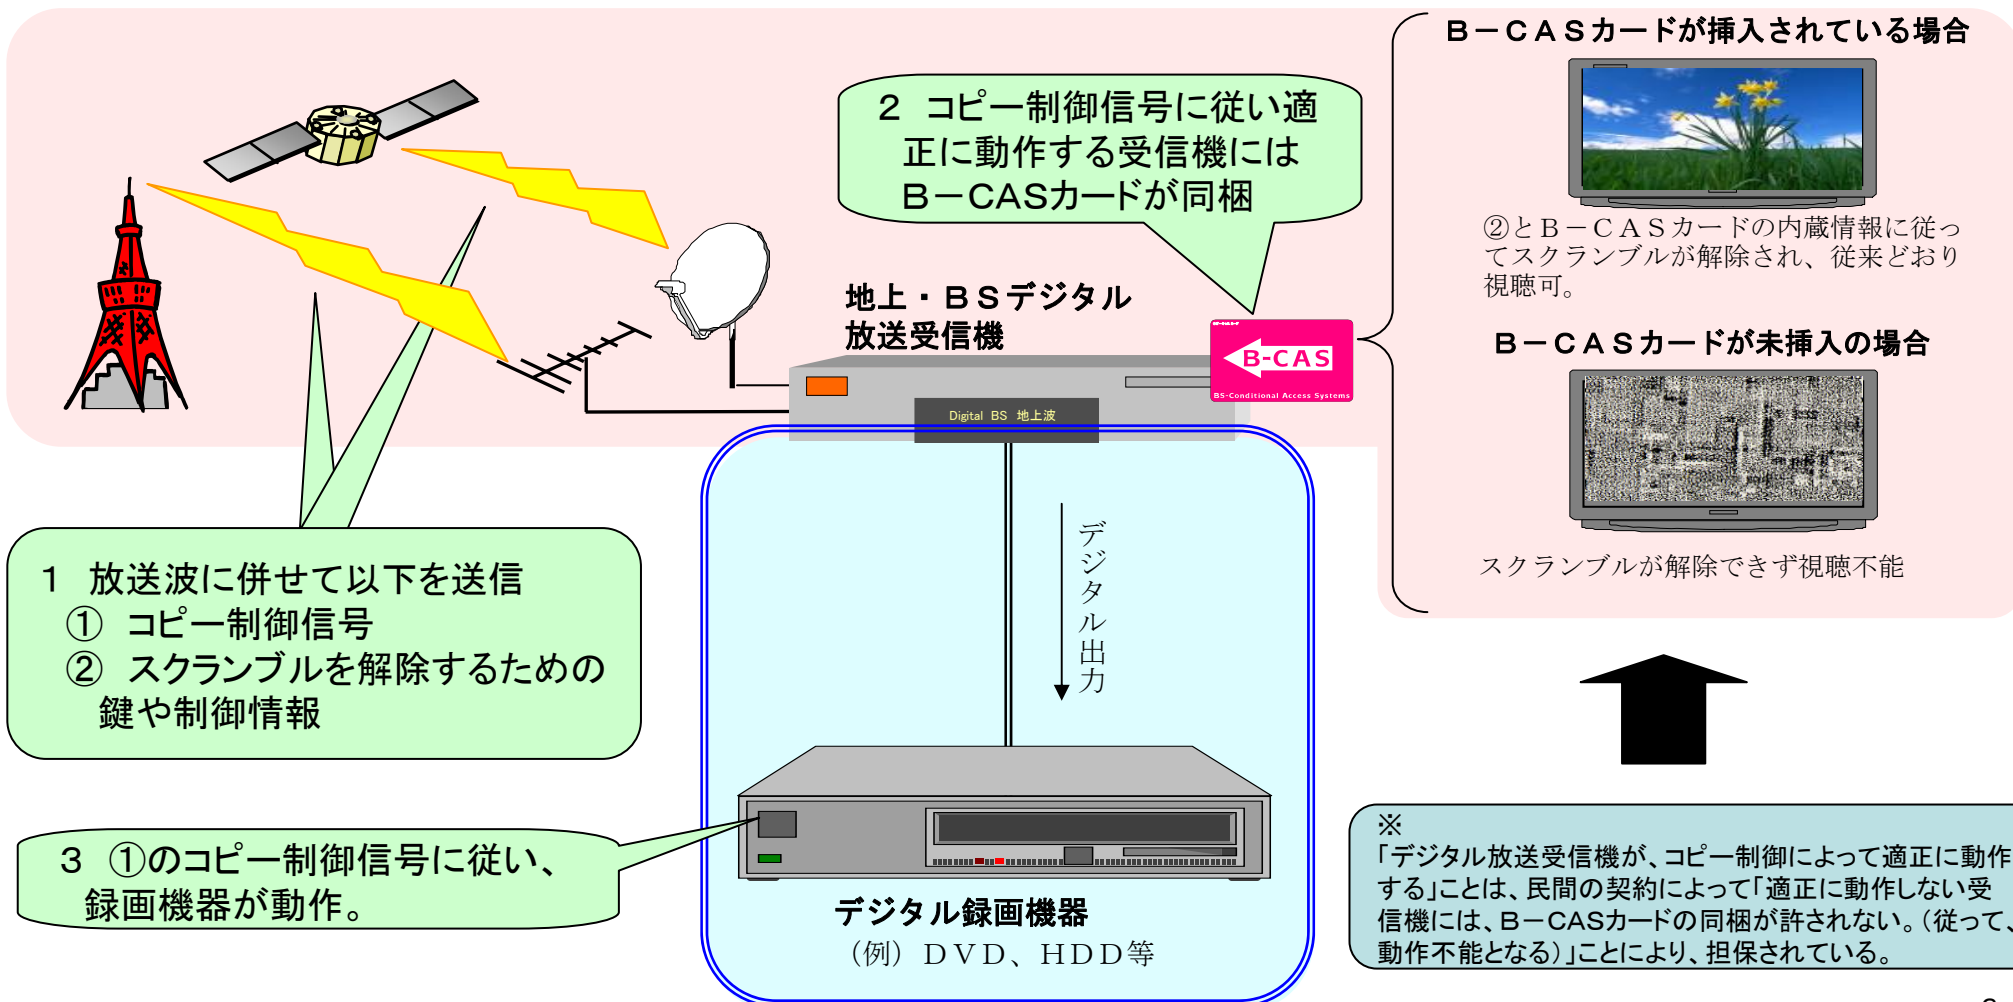 B－CASカードが挿入されている場合
2 コピー制御信号に従い適
正に動作する受信機には
B－CASカードが同梱
②とB－CASカードの内蔵情報に従っ
てスクランブルが解除され、従来どおり
視聴可。
地上・BSデジタル
放送受信機
B-CAS
BS-Conditional Access Systems
B－CASカードが未挿入の場合
Digital BS 地上波
スクランブルが解除できず視聴不能
1 放送波に併せて以下を送信
① コピー制御信号
② スクランブルを解除するための
鍵や制御情報
デジタル出力
3 ①のコピー制御信号に従い、
録画機器が動作。
デジタル録画機器
（例）DVD、HDD等
※
「デジタル放送受信機が、コピー制御によって適正に動作
する」ことは、民間の契約によって「適正に動作しない受
信機には、B－CASカードの同梱が許されない。（従って、
動作不能となる）」ことにより、担保されている。